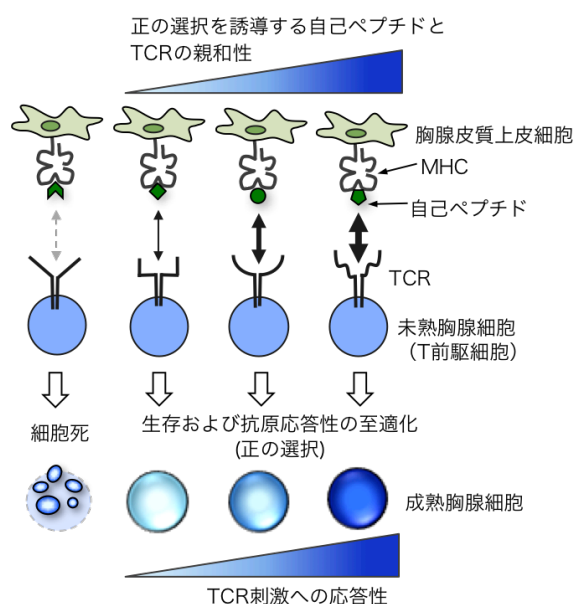 正の選択を誘導する自己ペプチドと
TCRの親和性
胸腺皮質上皮細胞
MHC
自己ペプチド
TCR
未熟胸腺細胞
（T前駆細胞）
細胞死
生存および抗原応答性の至適化
(正の選択)
成熟胸腺細胞
TCR刺激への応答性